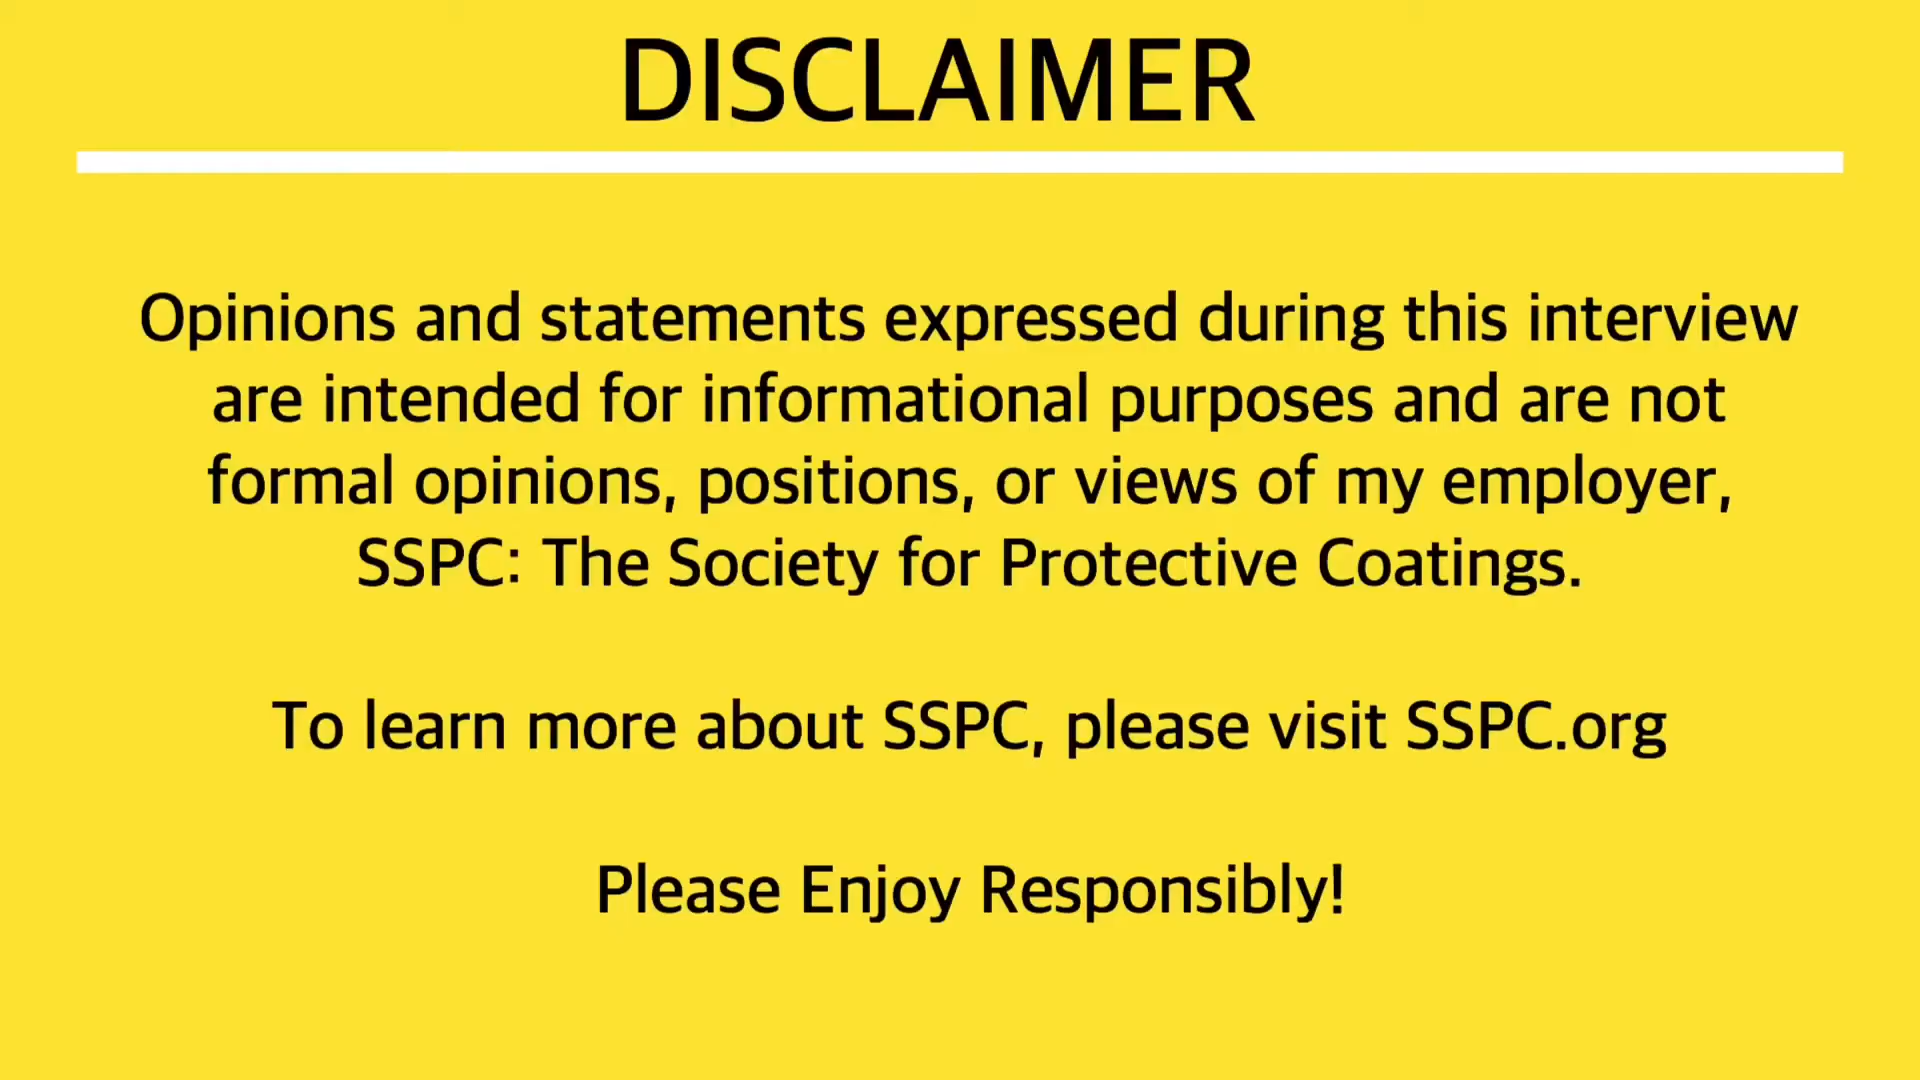 DISCLAIMER
Opinions and statements expressed during this interview
are intended for informational purposes and are not
formal opinions, positions, or views of my employer,
SSPC: The Society for Protective Coatings.
To learn more about SSPC, please visit SSPC.org
Please Enjoy Responsibly!